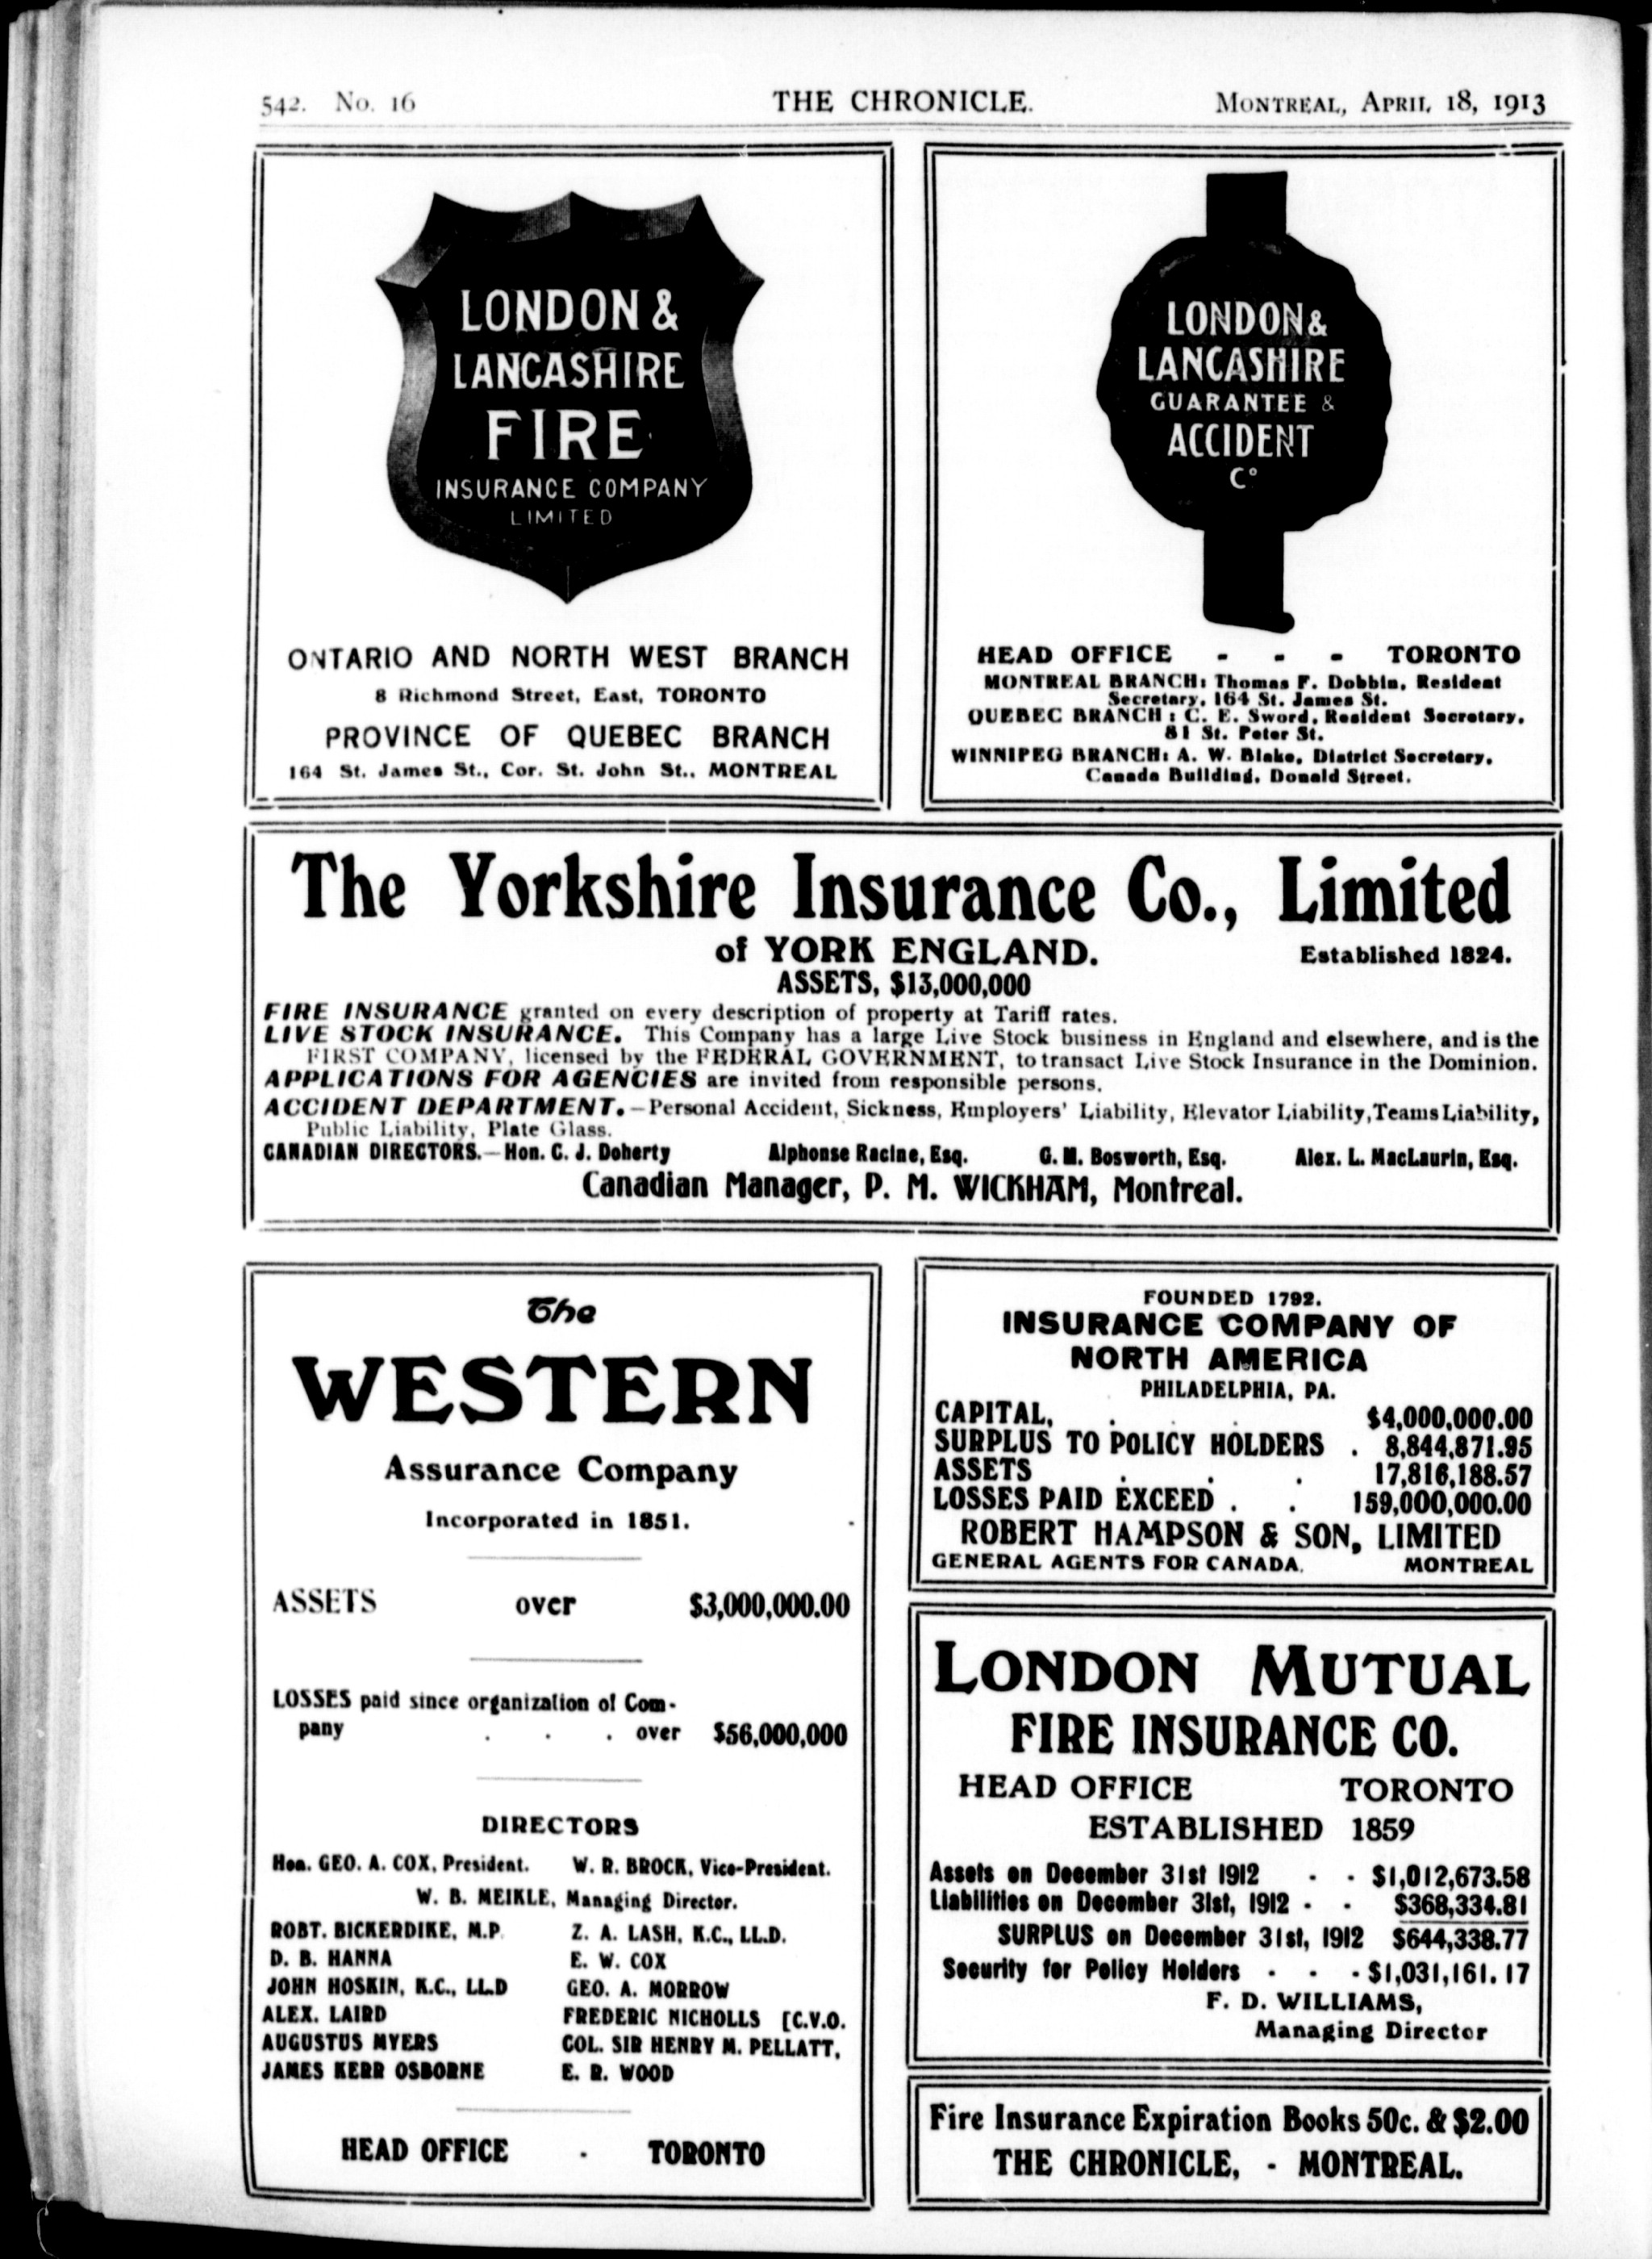 542. No. 16 THE CHRONICLE. MONTREAL, APRIL 18, 1913
LONDON &
LANCASHIRE
FIRE
INSURANCE COMPANY
LIMITED
ONTARIO AND NORTH WEST BRANCH
8 Richmond Street, East, TORONTO
PROVINCE OF QUEBEC BRANCH
164 St. James St., Cor. St. John St., MONTREAL
LONDON &
LANCASHIRE
GUARANTEE &
ACCIDENT
Co
HEAD OFFICE - - - TORONTO
MONTREAL BRANCH: Thomas F. Dobbin, Resident
Secretary, 164 St. James St.
QUEBEC BRANCH : C. E. Sword, Resident Secretary,
81 St. Peter St.
WINNIPEG BRANCH: A. W. Blake, District Secretary,
Canada Building, Donald Street.
The Yorkshire Insurance Co., Limited
of YORK ENGLAND. Established 1824.
ASSETS, $13,000,000
FIRE INSURANCE granted on every description of property at Tariff rates.
LIVE STOCK INSURANCE. This Company has a large Live Stock business in England and elsewhere, and is the
FIRST COMPANY, licensed by the FEDERAL GOVERNMENT, to transact Live Stock Insurance in the Dominion.
APPLICATIONS FOR AGENCIES are invited from responsible persons.
ACCIDENT DEPARTMENT.—Personal Accident, Sickness, Employers' Liability, Elevator Liability, Teams Liability,
Public Liability, Plate Glass.
CANADIAN DIRECTORS.—Hon. C. J. Doherty Alphonse Racine, Esq. G. M. Bosworth, Esq. Alex. L. MacLaurin, Esq.
Canadian Manager, P. M. WICKHAM, Montreal.
The
WESTERN
Assurance Company
Incorporated in 1851.
ASSETS over $3,000,000.00
LOSSES paid since organization of Com-
pany . . . over $56,000,000
DIRECTORS
Hon. GEO. A. COX, President. W. R. BROCK, Vice-President.
W. B. MEIKLE, Managing Director.
ROBT. BICKERDIKE, M.P. Z. A. LASH, K.C., LL.D.
D. B. HANNA E. W. COX
JOHN HOSKIN, K.C., LL.D GEO. A. MORROW
ALEX. LAIRD FREDERIC NICHOLLS [C.V.O.
AUGUSTUS MYERS COL. SIR HENRY M. PELLATT,
JAMES KERR OSBORNE E. R. WOOD
HEAD OFFICE - TORONTO
FOUNDED 1792.
INSURANCE COMPANY OF
NORTH AMERICA
PHILADELPHIA, PA.
CAPITAL, . . . $4,000,000.00
SURPLUS TO POLICY HOLDERS . 8,844,871.95
ASSETS . . . 17,816,188.57
LOSSES PAID EXCEED . . 159,000,000.00
ROBERT HAMPSON & SON, LIMITED
GENERAL AGENTS FOR CANADA. MONTREAL
LONDON MUTUAL
FIRE INSURANCE CO.
HEAD OFFICE TORONTO
ESTABLISHED 1859
Assets on December 31st 1912 - - $1,012,673.58
Liabilities on December 31st, 1912 - - $368,334.81
SURPLUS on December 31st, 1912 $644,338.77
Security for Policy Holders - - - $1,031,161.17
F. D. WILLIAMS,
Managing Director
Fire Insurance Expiration Books 50c. & $2.00
THE CHRONICLE, - MONTREAL.